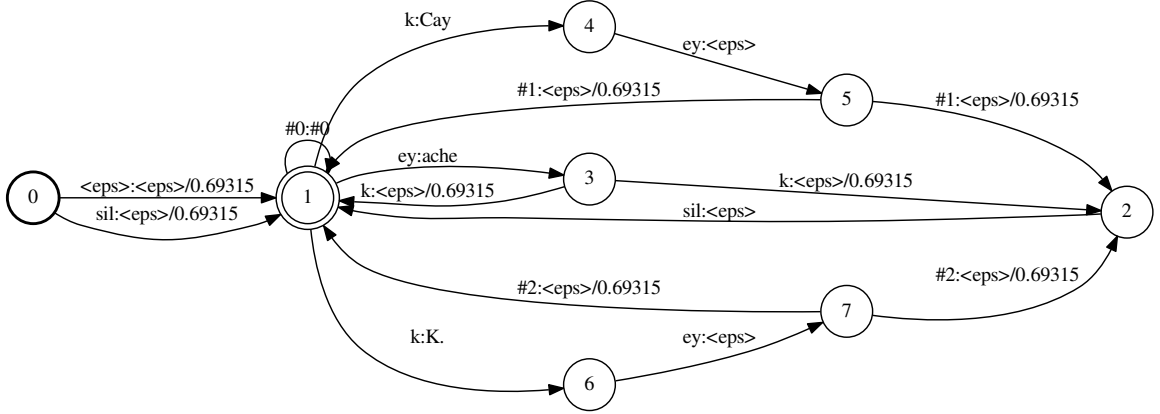 k:Cay
4
ey:<eps>
#1:<eps>/0.69315
5
#1:<eps>/0.69315
#0:#0
ey:ache
3
k:<eps>/0.69315
<eps>:<eps>/0.69315
k:<eps>/0.69315
0
1
sil:<eps>/0.69315
sil:<eps>
2
#2:<eps>/0.69315
7
#2:<eps>/0.69315
k:K.
ey:<eps>
6